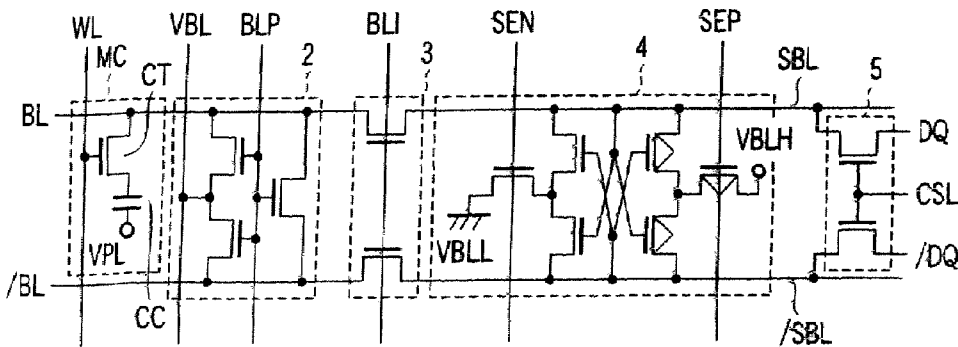 WL VBL BLP BLI SEN SEP
MC 2 3 4 SBL 5
CT
BL DQ
VBLH
CSL
VPL VBLL
/BL /DQ
CC /SBL